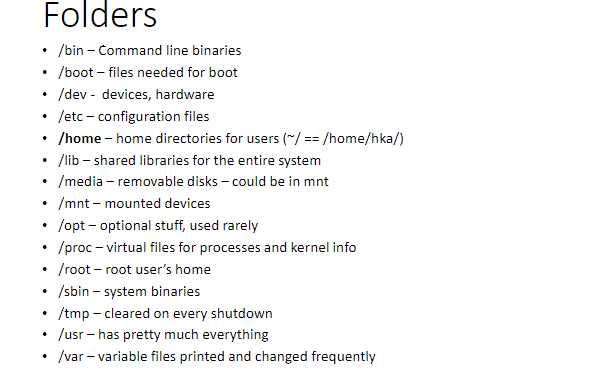 Folders
• /bin – Command line binaries
• /boot – files needed for boot
• /dev -  devices, hardware
• /etc – configuration files
• /home – home directories for users (~/ == /home/hka/)
• /lib – shared libraries for the entire system
• /media – removable disks – could be in mnt
• /mnt – mounted devices
• /opt – optional stuff, used rarely
• /proc – virtual files for processes and kernel info
• /root – root user’s home
• /sbin – system binaries
• /tmp – cleared on every shutdown
• /usr – has pretty much everything
• /var – variable files printed and changed frequently